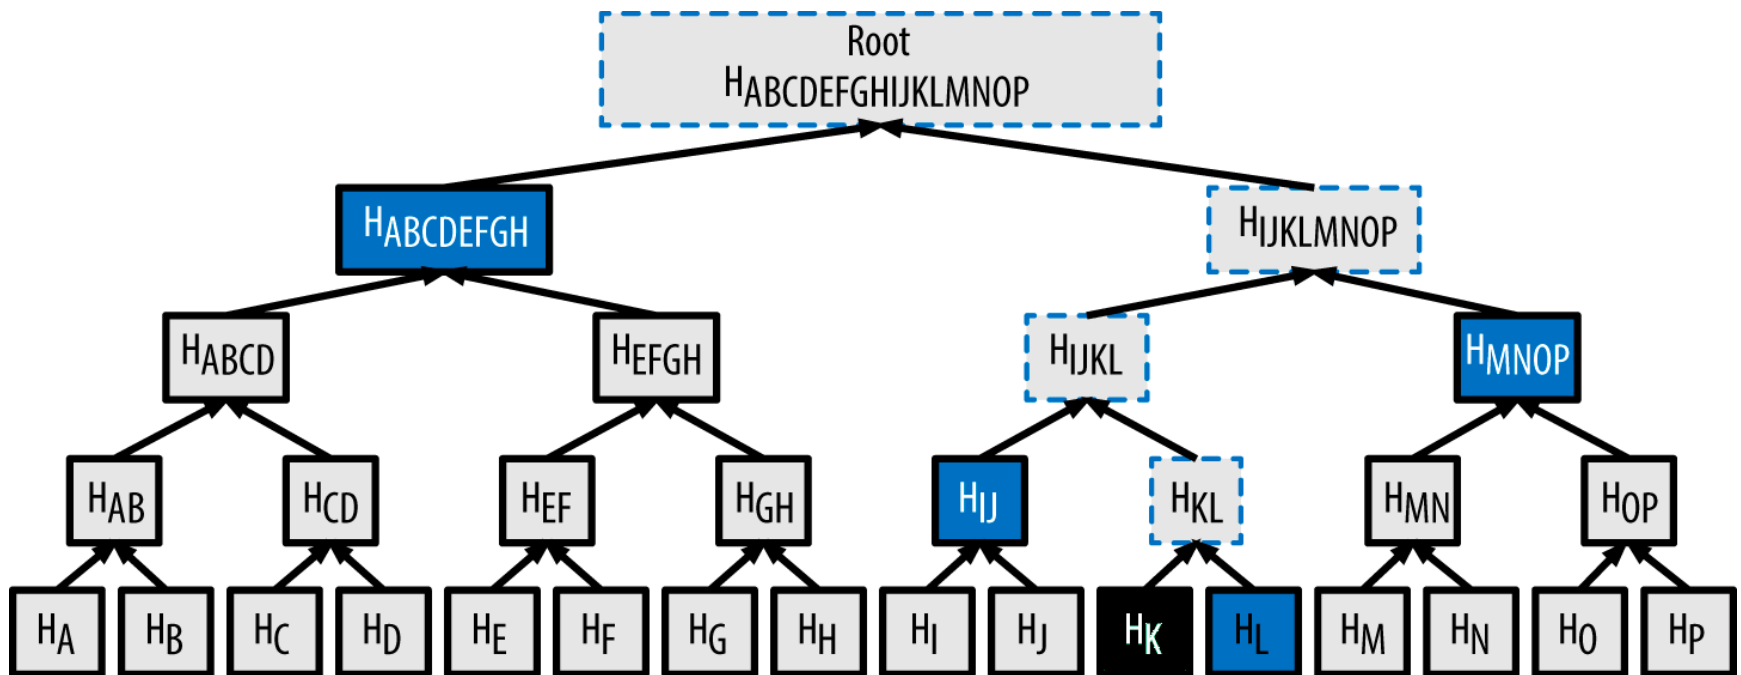 Root
HABCDEFGHIJKLMNOP
HABCDEFGH
HIJKLMNOP
HABCD
HEFGH
HIJKL
HMNOP
HAB
HCD
HEF
HGH
HIJ
HKL
HMN
HOP
HA
HB
HC
HD
HE
HF
HG
HH
HI
HJ
HK
HL
HM
HN
HO
HP